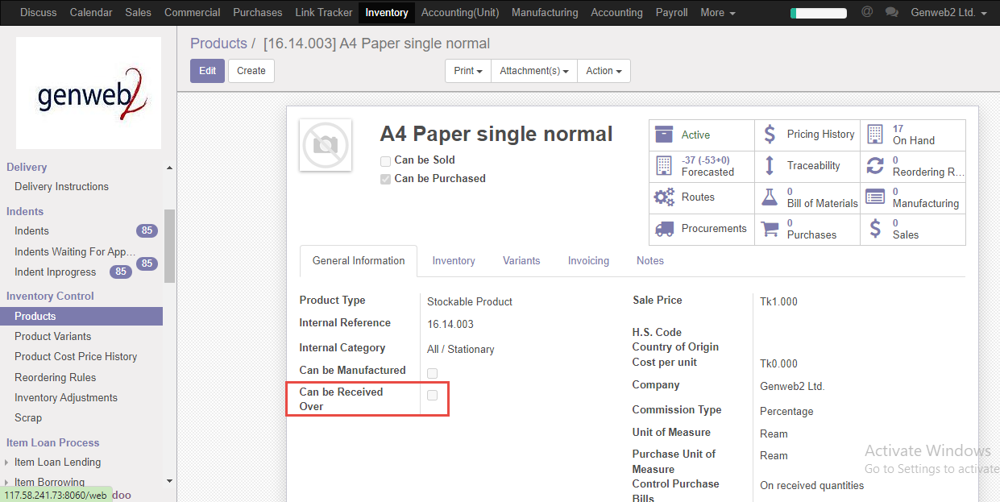 Discuss Calendar Sales Commercial Purchases Link Tracker Inventory Accounting(Unit) Manufacturing Accounting Payroll More @ Genweb2 Ltd.
genweb2
Products / [16.14.003] A4 Paper single normal
Edit Create Print Attachment(s) Action
Delivery
Delivery Instructions
Indents
Indents 85
Indents Waiting For App... 85
Indent Inprogress 85
Inventory Control
Products
Product Variants
Product Cost Price History
Reordering Rules
Inventory Adjustments
Scrap
Item Loan Process
Item Loan Lending
Item Borrowing
117.58.241.73:8060/web doo
A4 Paper single normal
Can be Sold
Can be Purchased
Active
Pricing History
17
On Hand
-37 (-53+0)
Forecasted
Traceability
0
Reordering R...
Routes
0
Bill of Materials
0
Manufacturing
Procurements
0
Purchases
0
Sales
General Information Inventory Variants Invoicing Notes
Product Type Stockable Product
Internal Reference 16.14.003
Internal Category All / Stationary
Can be Manufactured
Can be Received
Over
Sale Price Tk1.000
H.S. Code
Country of Origin
Cost per unit Tk0.000
Company Genweb2 Ltd.
Commission Type Percentage
Unit of Measure Ream
Purchase Unit of Ream
Measure
Control Purchase On received quantities
Bills
Activate Windows
Go to Settings to activate